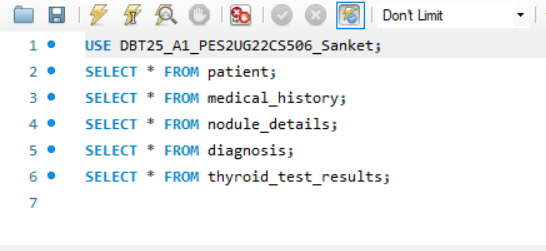 Don't Limit
1 USE DBT25_A1_PES2UG22CS506_Sanket;
2 SELECT * FROM patient;
3 SELECT * FROM medical_history;
4 SELECT * FROM nodule_details;
5 SELECT * FROM diagnosis;
6 SELECT * FROM thyroid_test_results;
7